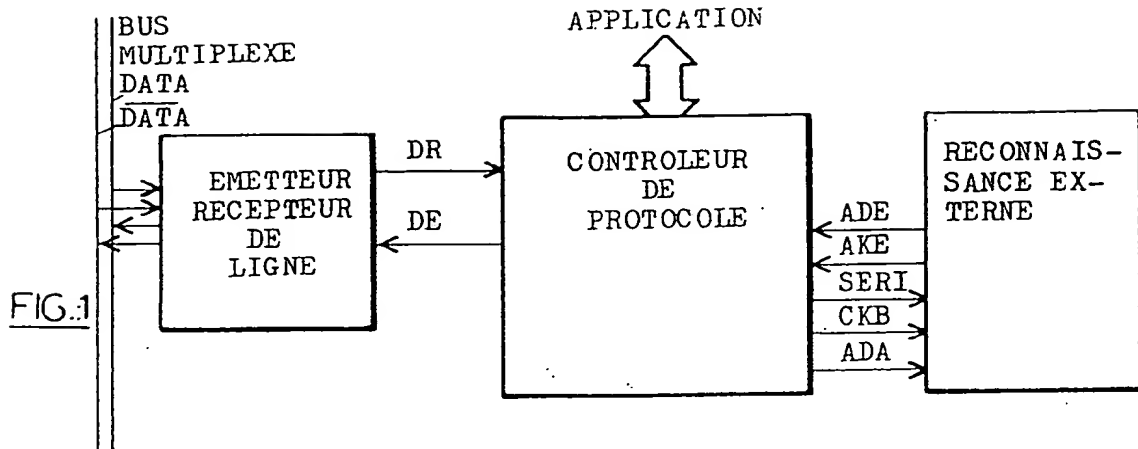 BUS
MULTIPLEXE
DATA
DATA
APPLICATION
EMETTEUR
RECEPTEUR
DE
LIGNE
DR
DE
CONTROLEUR
DE
PROTOCOLE
ADE
AKE
SERI
CKB
ADA
RECONNAIS-
SANCE EX-
TERNE
FIG.:1